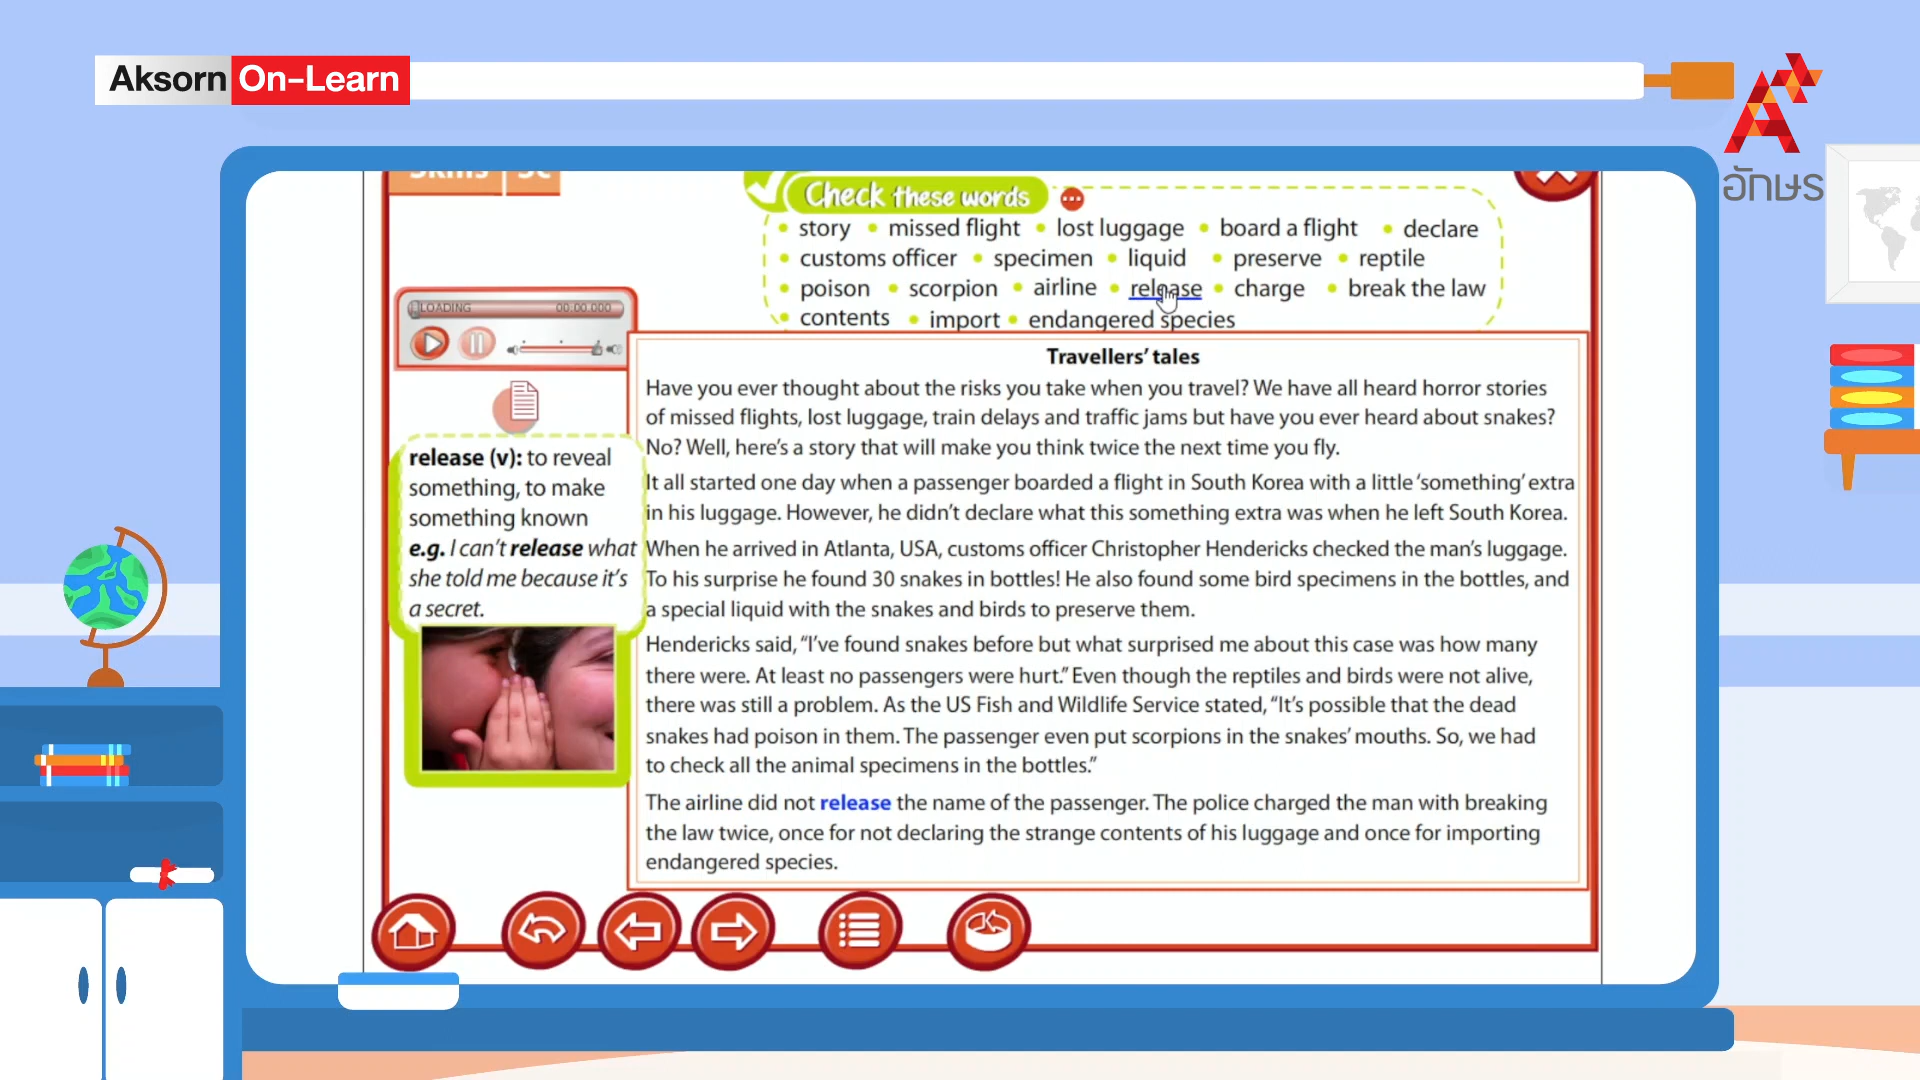 Aksorn On-Learn
อักษร
Skills 5c
Check these words
• story • missed flight • lost luggage • board a flight • declare
• customs officer • specimen • liquid • preserve • reptile
• poison • scorpion • airline • release • charge • break the law
• contents • import • endangered species
LOADING 00:00.000
release (v): to reveal
something, to make
something known
e.g. I can't release what
she told me because it's
a secret.
Travellers' tales
Have you ever thought about the risks you take when you travel? We have all heard horror stories
of missed flights, lost luggage, train delays and traffic jams but have you ever heard about snakes?
No? Well, here's a story that will make you think twice the next time you fly.
It all started one day when a passenger boarded a flight in South Korea with a little 'something' extra
in his luggage. However, he didn't declare what this something extra was when he left South Korea.
When he arrived in Atlanta, USA, customs officer Christopher Hendericks checked the man's luggage.
To his surprise he found 30 snakes in bottles! He also found some bird specimens in the bottles, and
a special liquid with the snakes and birds to preserve them.
Hendericks said, "I've found snakes before but what surprised me about this case was how many
there were. At least no passengers were hurt." Even though the reptiles and birds were not alive,
there was still a problem. As the US Fish and Wildlife Service stated, "It's possible that the dead
snakes had poison in them. The passenger even put scorpions in the snakes' mouths. So, we had
to check all the animal specimens in the bottles."
The airline did not release the name of the passenger. The police charged the man with breaking
the law twice, once for not declaring the strange contents of his luggage and once for importing
endangered species.